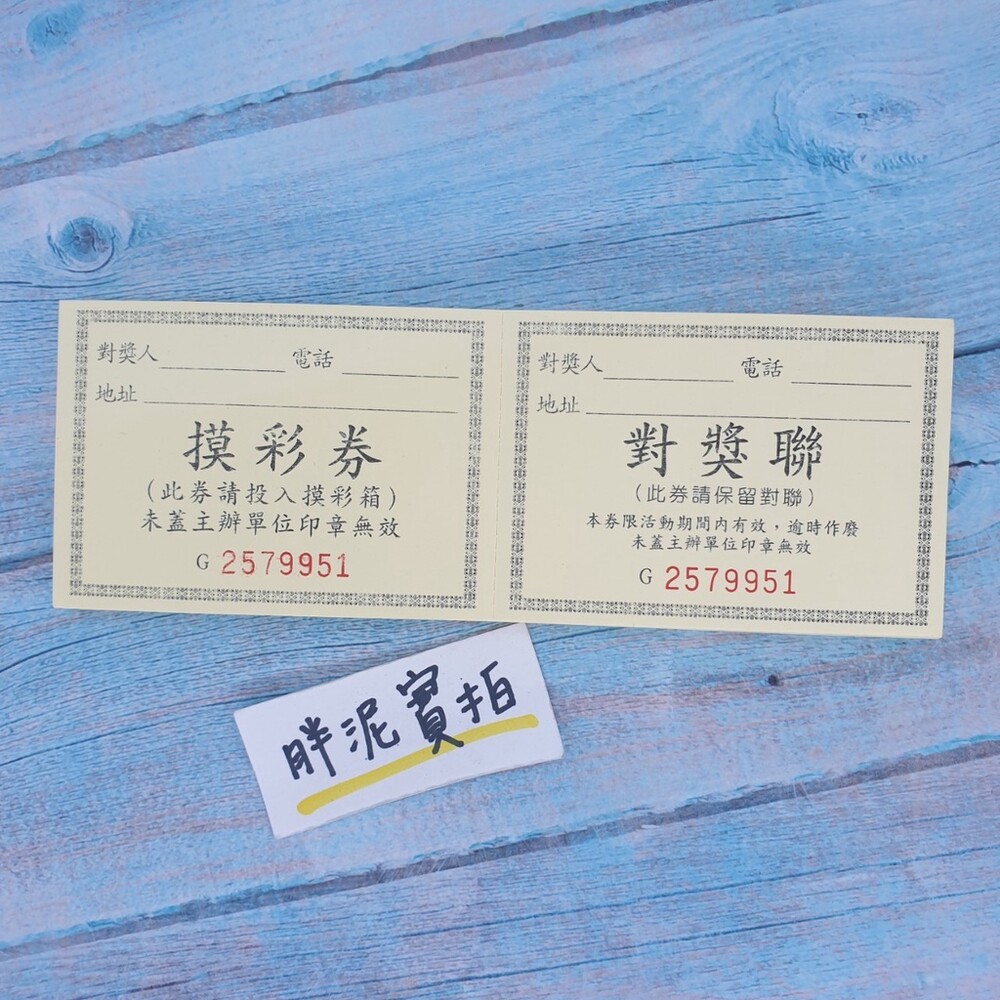 對獎人 電話
地址
摸彩券
(此券請投入摸彩箱)
未蓋主辦單位印章無效
G 2579951
對獎人 電話
地址
對獎聯
(此券請保留對聯)
本券限活動期間內有效，逾時作廢
未蓋主辦單位印章無效
G 2579951
胖泥實拍